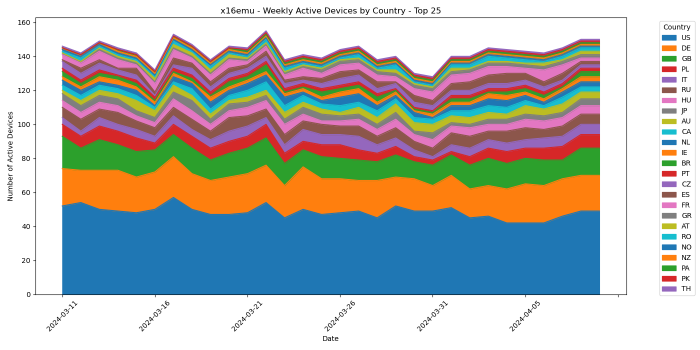 x16emu - Weekly Active Devices by Country - Top 25
Number of Active Devices
160
140
120
100
80
60
40
20
0
2024-03-11
2024-03-16
2024-03-21
2024-03-26
2024-03-31
2024-04-05
Date
Country
US
DE
GB
PL
IT
RU
HU
JP
AU
CA
NL
IE
BR
PT
CZ
ES
FR
GR
AT
RO
NO
NZ
PA
PK
TH